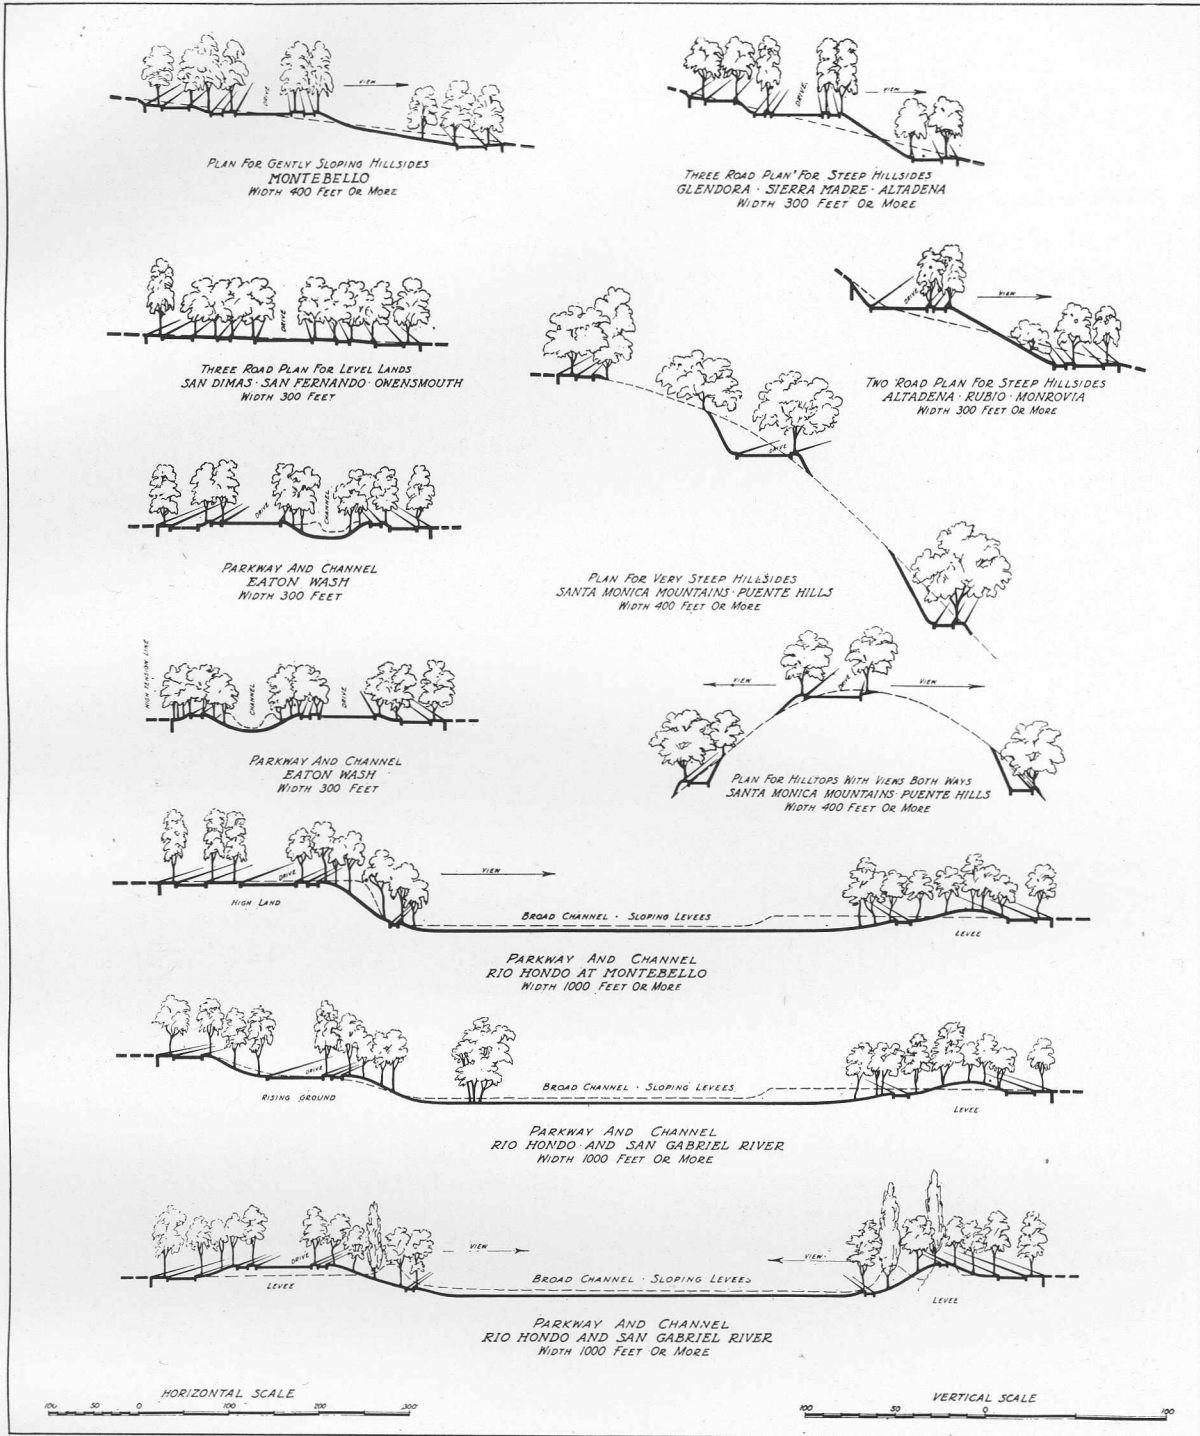 DRIVE
VIEW
PLAN FOR GENTLY SLOPING HILLSIDES
MONTEBELLO
WIDTH 400 FEET OR MORE
DRIVE
VIEW
THREE ROAD PLAN FOR STEEP HILLSIDES
GLENDORA · SIERRA MADRE · ALTADENA
WIDTH 300 FEET OR MORE
DRIVE
THREE ROAD PLAN FOR LEVEL LANDS
SAN DIMAS · SAN FERNANDO · OWENSMOUTH
WIDTH 300 FEET
DRIVE
VIEW
TWO ROAD PLAN FOR STEEP HILLSIDES
ALTADENA · RUBIO · MONROVIA
WIDTH 300 FEET OR MORE
DRIVE
CHANNEL
PARKWAY AND CHANNEL
EATON WASH
WIDTH 300 FEET
DRIVE
PLAN FOR VERY STEEP HILLSIDES
SANTA MONICA MOUNTAINS · PUENTE HILLS
WIDTH 400 FEET OR MORE
HIGH TENSION LINE
CHANNEL
DRIVE
PARKWAY AND CHANNEL
EATON WASH
WIDTH 300 FEET
VIEW
DRIVE
VIEW
PLAN FOR HILLTOPS WITH VIEWS BOTH WAYS
SANTA MONICA MOUNTAINS · PUENTE HILLS
WIDTH 400 FEET OR MORE
DRIVE
VIEW
HIGH LAND
BROAD CHANNEL · SLOPING LEVEES
LEVEE
PARKWAY AND CHANNEL
RIO HONDO AT MONTEBELLO
WIDTH 1000 FEET OR MORE
DRIVE
RISING GROUND
BROAD CHANNEL · SLOPING LEVEES
LEVEE
PARKWAY AND CHANNEL
RIO HONDO · AND SAN GABRIEL RIVER
WIDTH 1000 FEET OR MORE
DRIVE
VIEW
VIEW
LEVEE
BROAD CHANNEL · SLOPING LEVEES
LEVEE
PARKWAY AND CHANNEL
RIO HONDO AND SAN GABRIEL RIVER
WIDTH 1000 FEET OR MORE
HORIZONTAL SCALE
100 50 0 100 200 300
VERTICAL SCALE
100 50 0 100